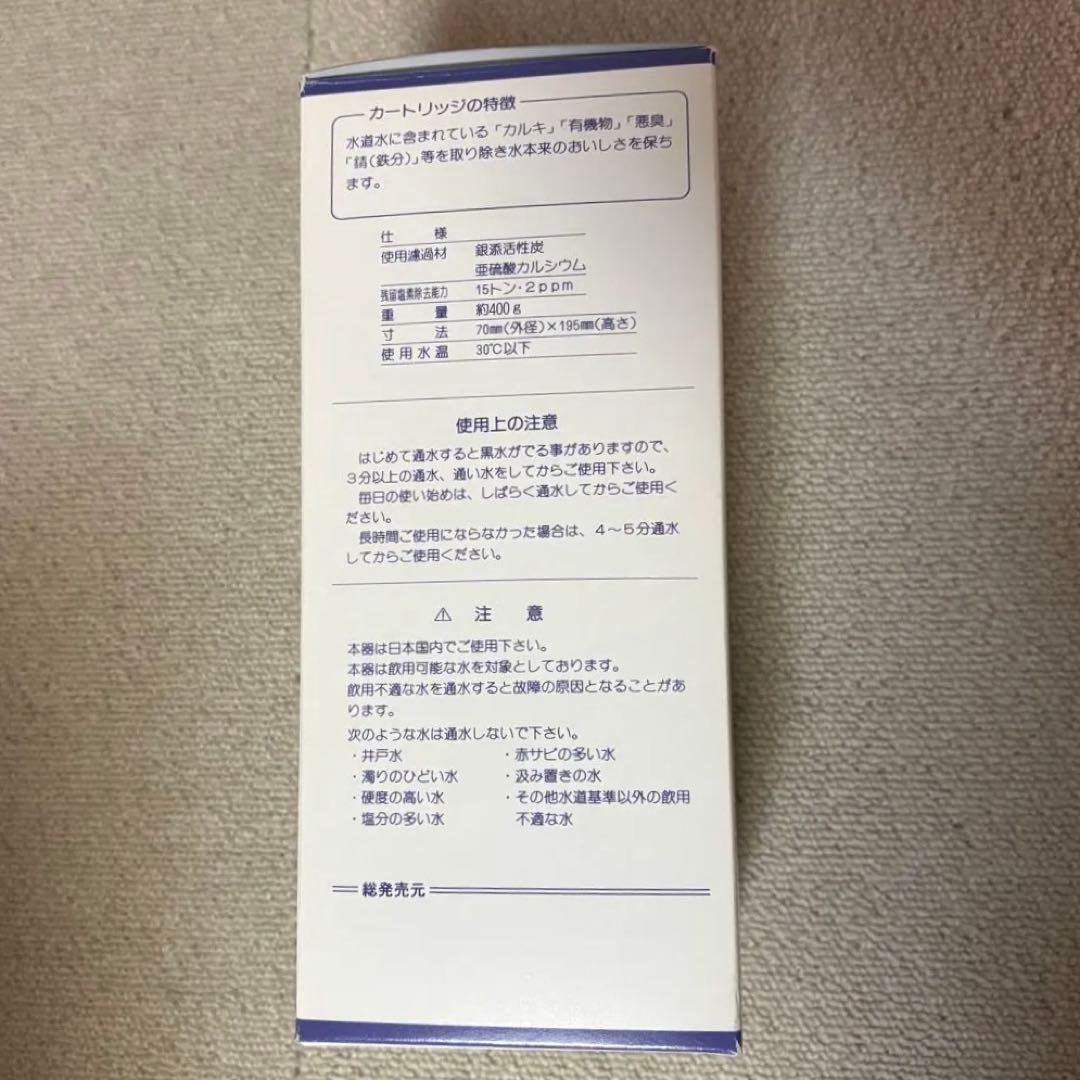 カートリッジの特徴
水道水に含まれている「カルキ」「有機物」「悪臭」
「錆(鉄分)」等を取り除き水本来のおいしさを保ち
ます。
仕様
使用濾過材 銀添活性炭
亜硫酸カルシウム
残留塩素除去能力 15トン・2ppm
重量 約400g
寸法 70mm(外径)×195mm(高さ)
使用水温 30℃以下
使用上の注意
はじめて通水すると黒水がでる事がありますので、
3分以上の通水、通い水をしてからご使用下さい。
毎日の使い始めは、しばらく通水してからご使用く
ださい。
長時間ご使用にならなかった場合は、4～5分通水
してからご使用ください。
⚠ 注意
本器は日本国内でご使用下さい。
本器は飲用可能な水を対象としております。
飲用不適な水を通水すると故障の原因となることがあ
ります。
次のような水は通水しないで下さい。
・井戸水 ・赤サビの多い水
・濁りのひどい水 ・汲み置きの水
・硬度の高い水 ・その他水道基準以外の飲用
・塩分の多い水 不適な水
総発売元